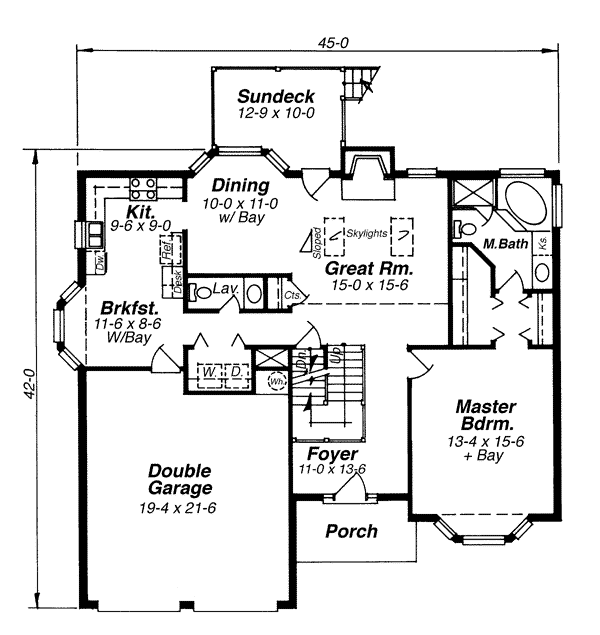 45-0
Sundeck
12-9 x 10-0
Dining
10-0 x 11-0
w/ Bay
Kit.
9-6 x 9-0
Ref.
Dw
Desk
Sloped
Skylights
M.Bath
Ks.
Great Rm.
15-0 x 15-6
Lav.
Cts.
Brkfst.
11-6 x 8-6
W/Bay
W.
D.
Wh
Dn.
Up
42-0
Master
Bdrm.
13-4 x 15-6
+ Bay
Foyer
11-0 x 13-6
Double
Garage
19-4 x 21-6
Porch